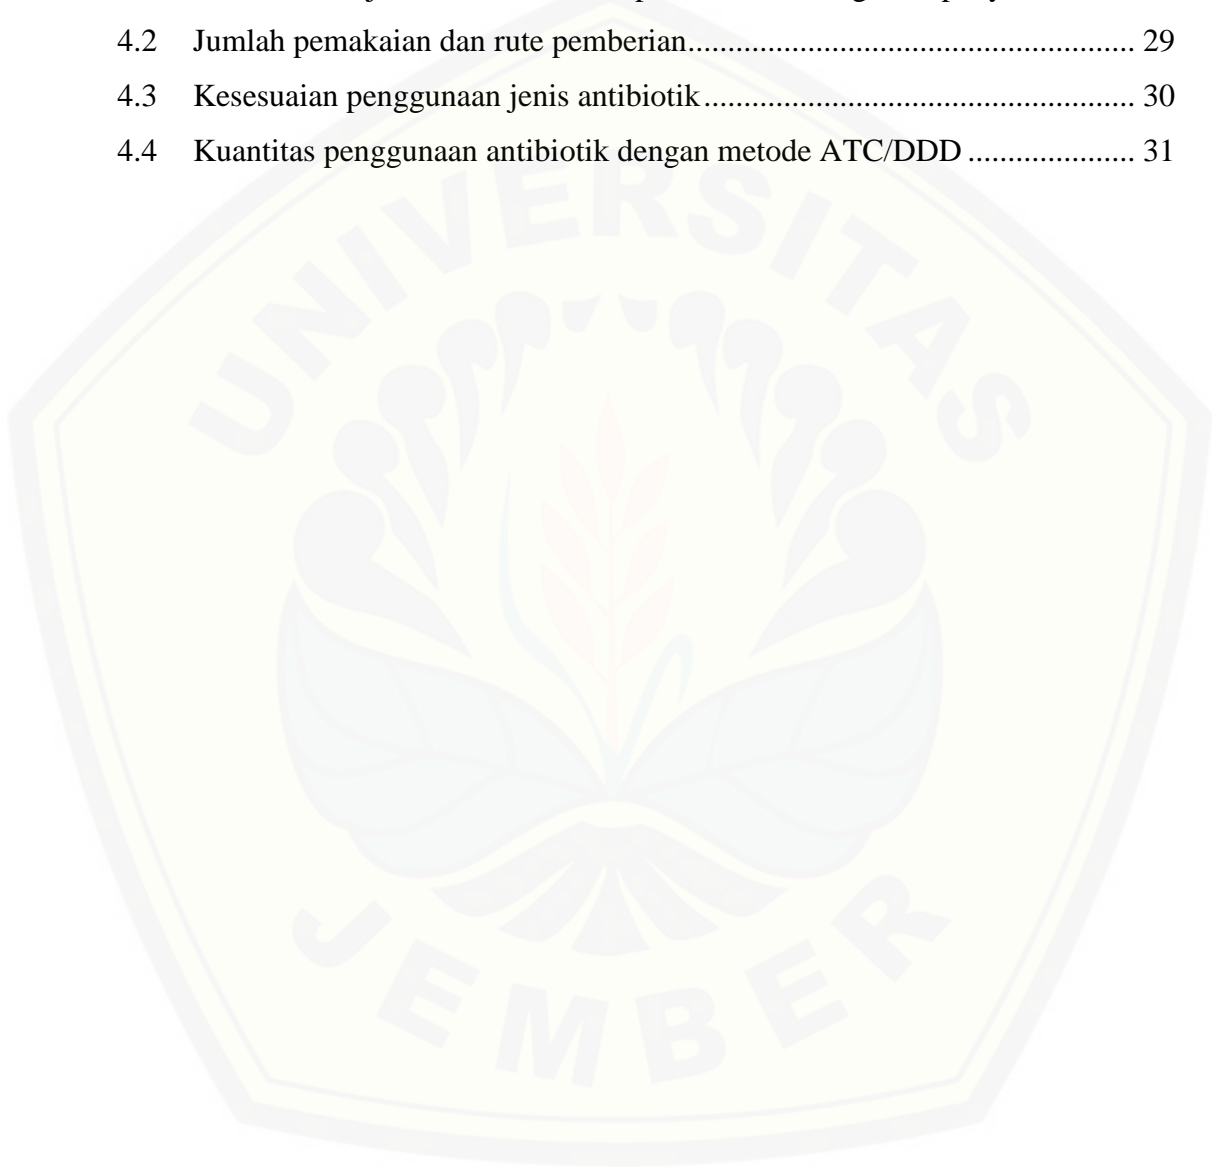 4.2 Jumlah pemakaian dan rute pemberian.................................................... 29
4.3 Kesesuaian penggunaan jenis antibiotik.................................................. 30
4.4 Kuantitas penggunaan antibiotik dengan metode ATC/DDD .................... 31
UNIVERSITAS
JEMBER